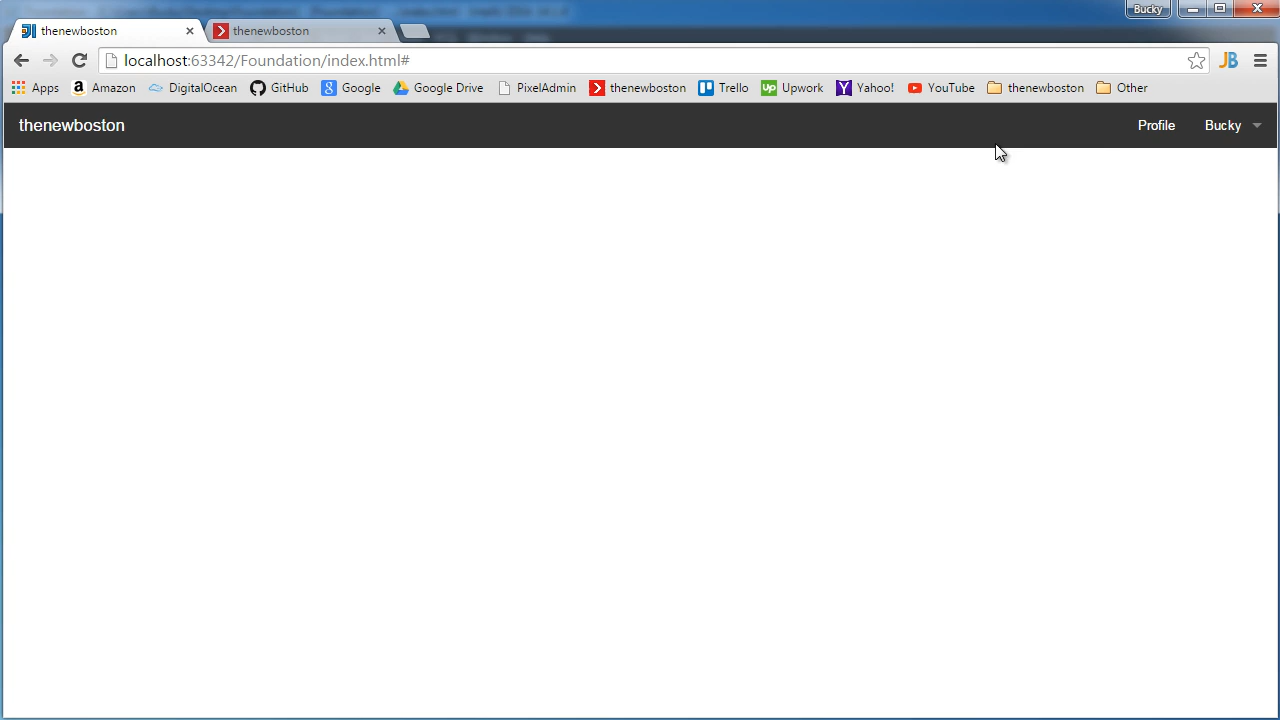 Bucky
thenewboston
thenewboston
localhost:63342/Foundation/index.html#
Apps Amazon DigitalOcean GitHub Google Google Drive PixelAdmin thenewboston Trello Upwork Yahoo! YouTube thenewboston Other
thenewboston Profile Bucky